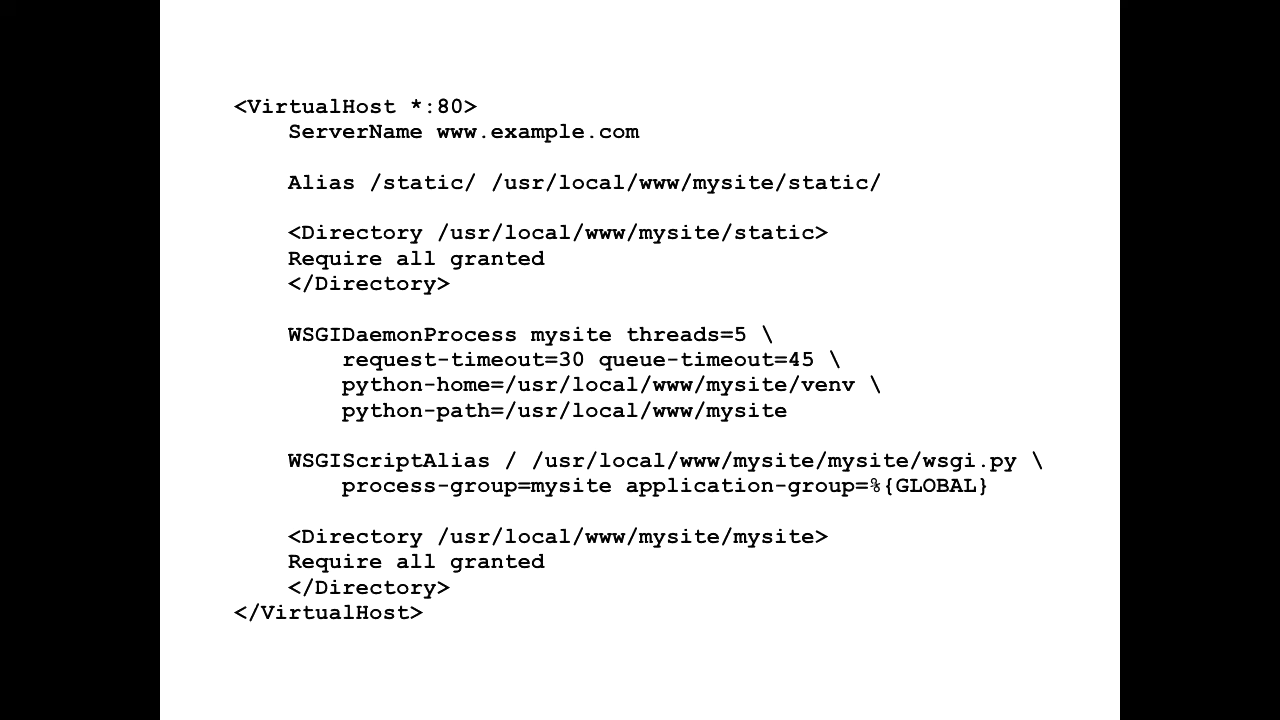 <VirtualHost *:80>
    ServerName www.example.com

    Alias /static/ /usr/local/www/mysite/static/

    <Directory /usr/local/www/mysite/static>
    Require all granted
    </Directory>

    WSGIDaemonProcess mysite threads=5 \
        request-timeout=30 queue-timeout=45 \
        python-home=/usr/local/www/mysite/venv \
        python-path=/usr/local/www/mysite

    WSGIScriptAlias / /usr/local/www/mysite/mysite/wsgi.py \
        process-group=mysite application-group=%{GLOBAL}

    <Directory /usr/local/www/mysite/mysite>
    Require all granted
    </Directory>
</VirtualHost>